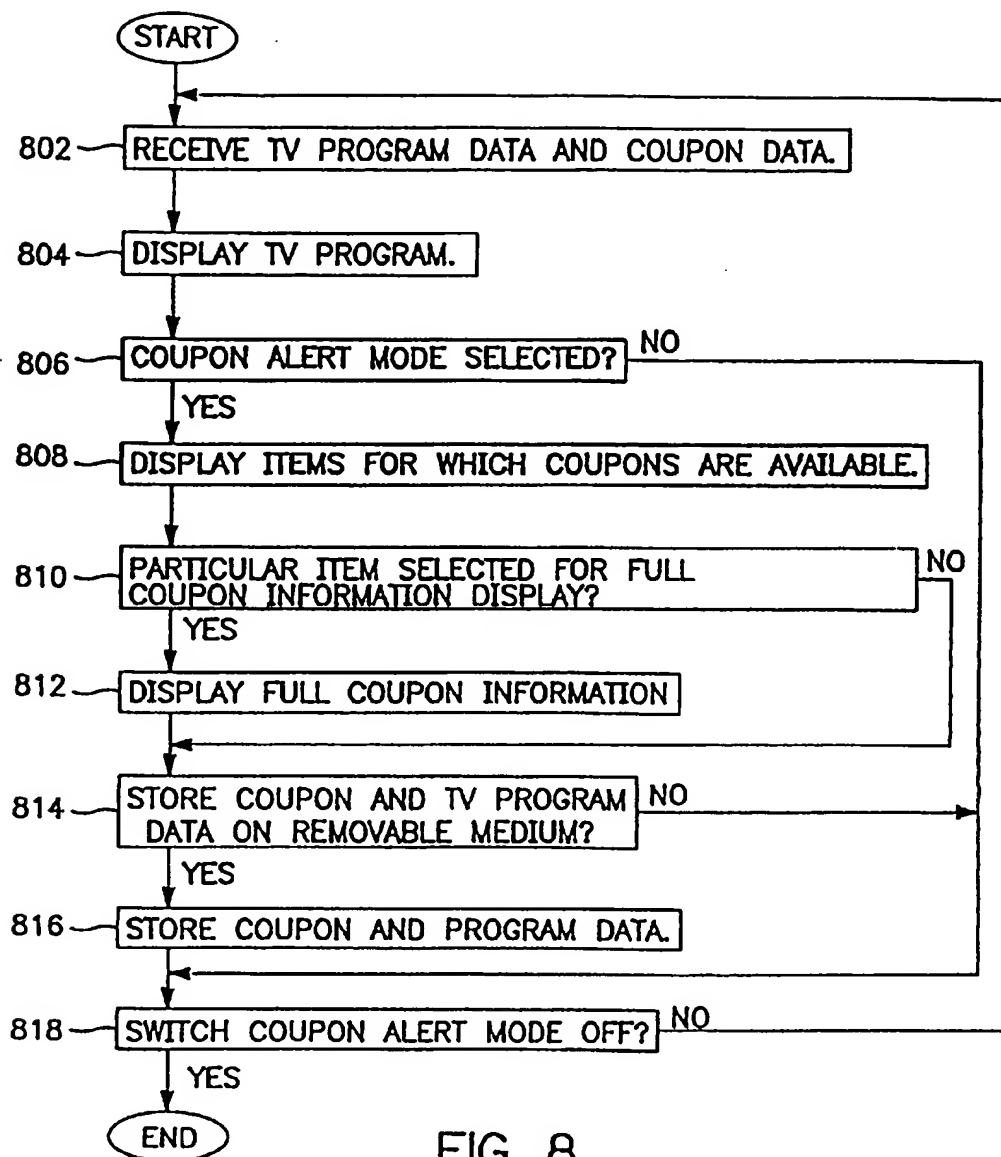 START
802 RECEIVE TV PROGRAM DATA AND COUPON DATA.
804 DISPLAY TV PROGRAM.
806 COUPON ALERT MODE SELECTED? NO
YES
808 DISPLAY ITEMS FOR WHICH COUPONS ARE AVAILABLE.
810 PARTICULAR ITEM SELECTED FOR FULL NO
COUPON INFORMATION DISPLAY?
YES
812 DISPLAY FULL COUPON INFORMATION
814 STORE COUPON AND TV PROGRAM NO
DATA ON REMOVABLE MEDIUM?
YES
816 STORE COUPON AND PROGRAM DATA.
818 SWITCH COUPON ALERT MODE OFF? NO
YES
END
FIG. 8